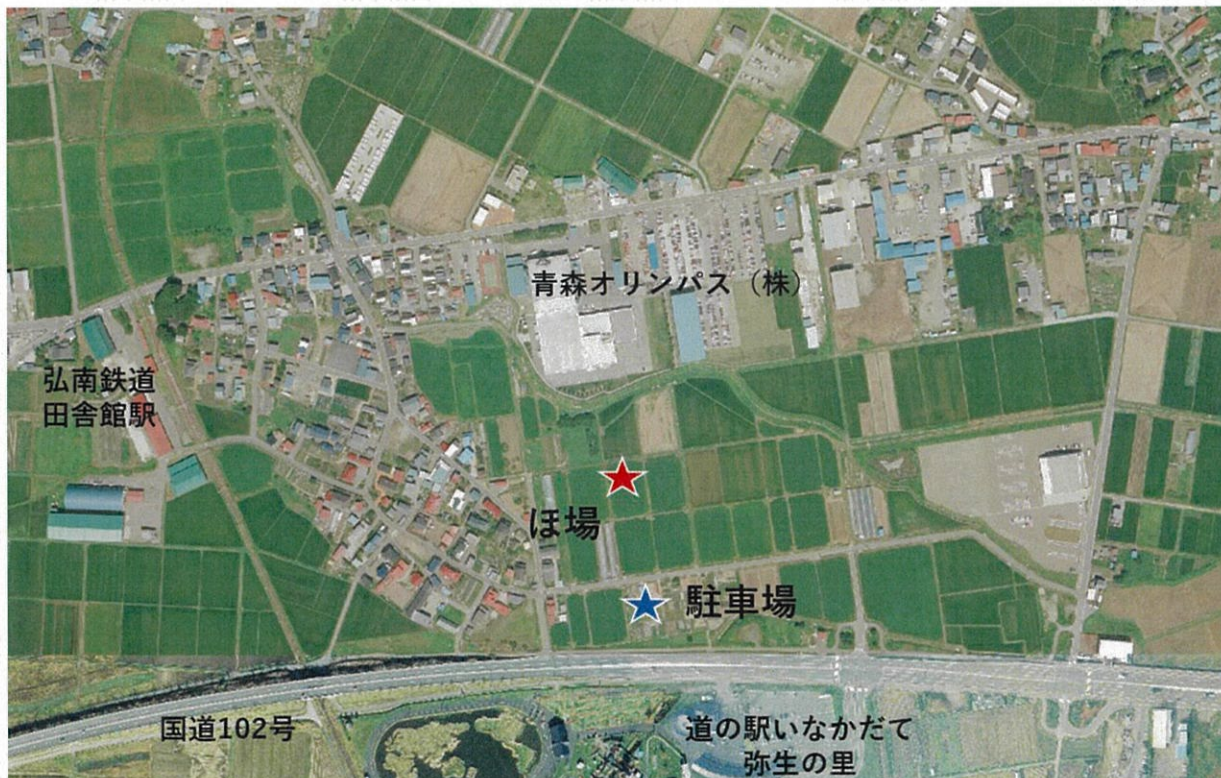 青森オリンパス（株）
弘南鉄道
田舎館駅
ほ場
駐車場
国道102号
道の駅いなかだて
弥生の里